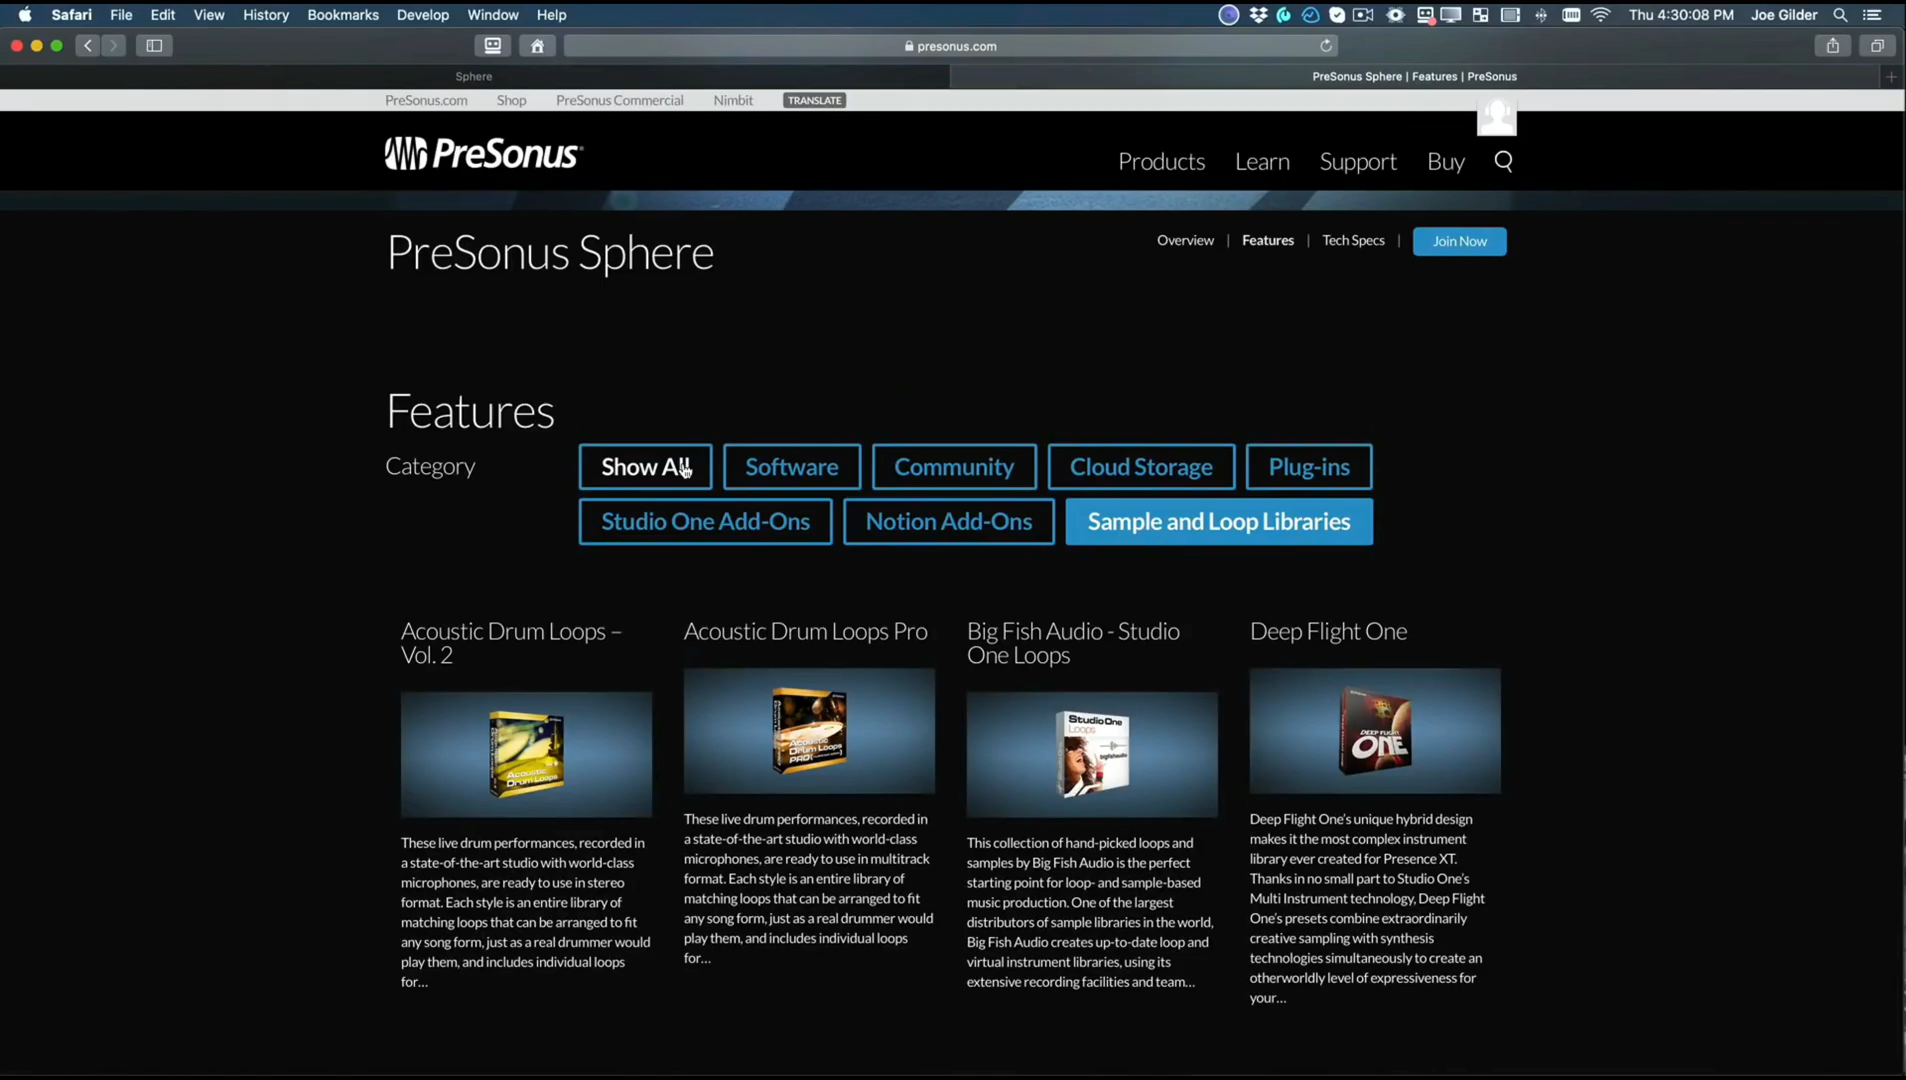 Safari File Edit View History Bookmarks Develop Window Help Thu 4:30:08 PM Joe Gilder
presonus.com
Sphere PreSonus Sphere | Features | PreSonus
PreSonus.com Shop PreSonus Commercial Nimbit TRANSLATE
PreSonus Products Learn Support Buy
PreSonus Sphere Overview | Features | Tech Specs | Join Now
Features
Category Show All Software Community Cloud Storage Plug-ins
Studio One Add-Ons Notion Add-Ons Sample and Loop Libraries
Acoustic Drum Loops –
Vol. 2
Acoustic Drum Loops
These live drum performances, recorded in
a state-of-the-art studio with world-class
microphones, are ready to use in stereo
format. Each style is an entire library of
matching loops that can be arranged to fit
any song form, just as a real drummer would
play them, and includes individual loops
for...
Acoustic Drum Loops Pro
Acoustic
Drum Loops
PRO
These live drum performances, recorded in
a state-of-the-art studio with world-class
microphones, are ready to use in multitrack
format. Each style is an entire library of
matching loops that can be arranged to fit
any song form, just as a real drummer would
play them, and includes individual loops
for...
Big Fish Audio - Studio
One Loops
Studio One
Loops
bigfishaudio
This collection of hand-picked loops and
samples by Big Fish Audio is the perfect
starting point for loop- and sample-based
music production. One of the largest
distributors of sample libraries in the world,
Big Fish Audio creates up-to-date loop and
virtual instrument libraries, using its
extensive recording facilities and team...
Deep Flight One
DEEP FLIGHT
ONE
Deep Flight One's unique hybrid design
makes it the most complex instrument
library ever created for Presence XT.
Thanks in no small part to Studio One's
Multi Instrument technology, Deep Flight
One's presets combine extraordinarily
creative sampling with synthesis
technologies simultaneously to create an
otherworldly level of expressiveness for
your...